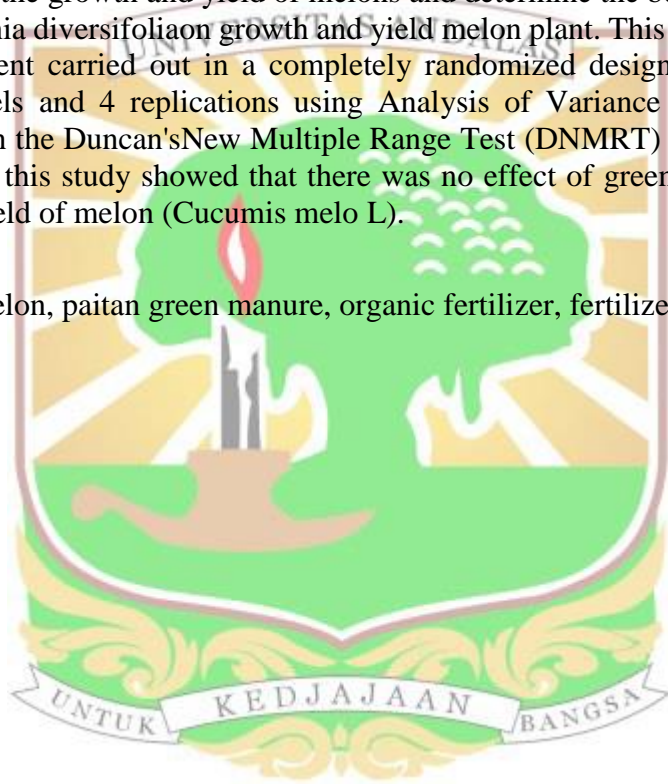 the growth and yield of melons and determine the
nia diversifoliaon growth and yield melon plant. This
ent carried out in a completely randomized design
els and 4 replications using Analysis of Variance
the Duncan'sNew Multiple Range Test (DNMRT)
this study showed that there was no effect of green
eld of melon (Cucumis melo L).
elon, paitan green manure, organic fertilizer, fertilize
UNIVERSITAS ANDALAS
UNTUK KEDJAJAAN BANGSA